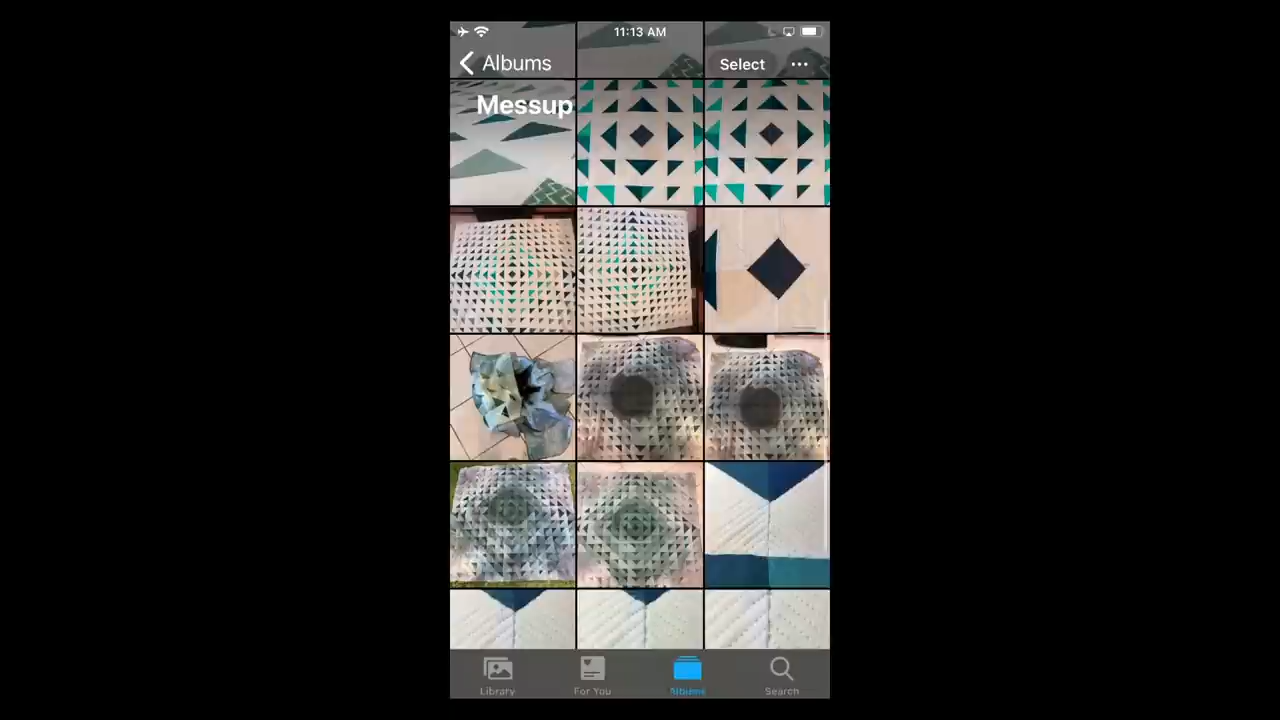 11:13 AM
Albums
Select
Messup
Library
For You
Albums
Search